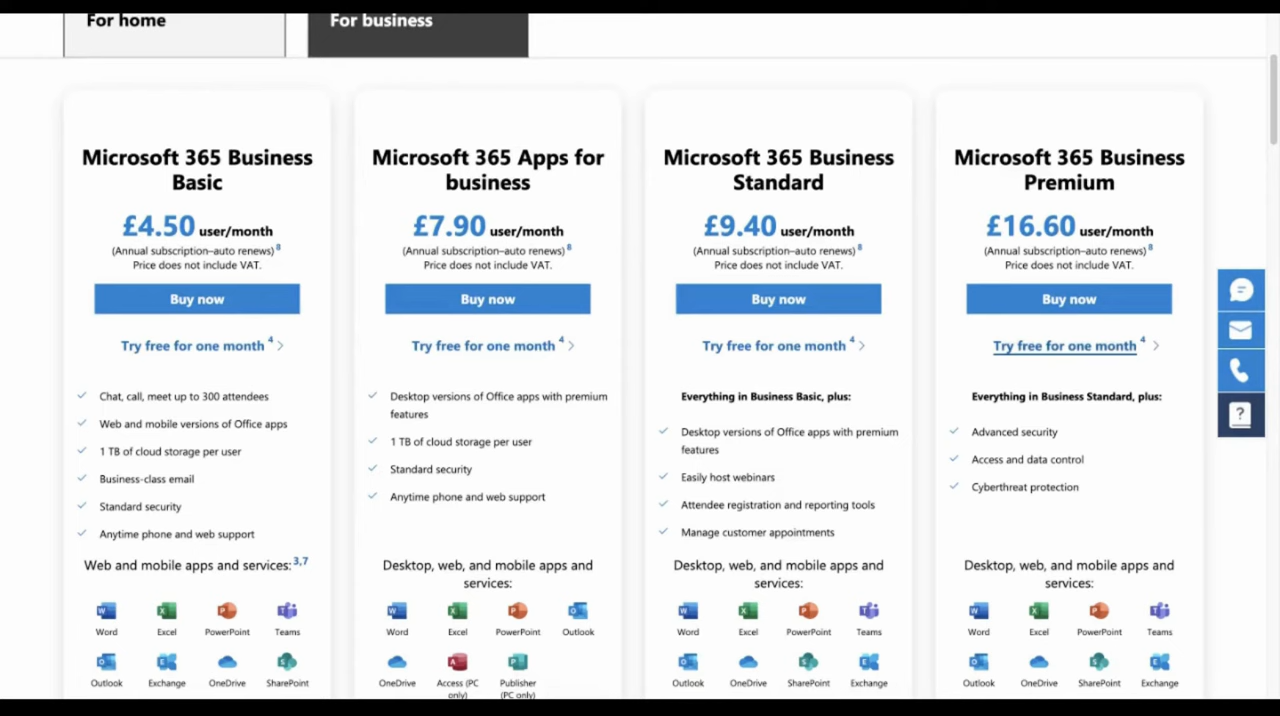 For home
For business
Microsoft 365 Business
Basic
£4.50 user/month
(Annual subscription–auto renews) 8
Price does not include VAT.
Buy now
Try free for one month 4
Chat, call, meet up to 300 attendees
Web and mobile versions of Office apps
1 TB of cloud storage per user
Business-class email
Standard security
Anytime phone and web support
Web and mobile apps and services: 3,7
Word Excel PowerPoint Teams
Outlook Exchange OneDrive SharePoint
Microsoft 365 Apps for
business
£7.90 user/month
(Annual subscription–auto renews) 8
Price does not include VAT.
Buy now
Try free for one month 4
Desktop versions of Office apps with premium
features
1 TB of cloud storage per user
Standard security
Anytime phone and web support
Desktop, web, and mobile apps and
services:
Word Excel PowerPoint Outlook
OneDrive Access (PC only) Publisher (PC only)
Microsoft 365 Business
Standard
£9.40 user/month
(Annual subscription–auto renews) 8
Price does not include VAT.
Buy now
Try free for one month 4
Everything in Business Basic, plus:
Desktop versions of Office apps with premium
features
Easily host webinars
Attendee registration and reporting tools
Manage customer appointments
Desktop, web, and mobile apps and
services:
Word Excel PowerPoint Teams
Outlook OneDrive SharePoint Exchange
Microsoft 365 Business
Premium
£16.60 user/month
(Annual subscription–auto renews) 8
Price does not include VAT.
Buy now
Try free for one month 4
Everything in Business Standard, plus:
Advanced security
Access and data control
Cyberthreat protection
Desktop, web, and mobile apps and
services:
Word Excel PowerPoint Teams
Outlook OneDrive SharePoint Exchange